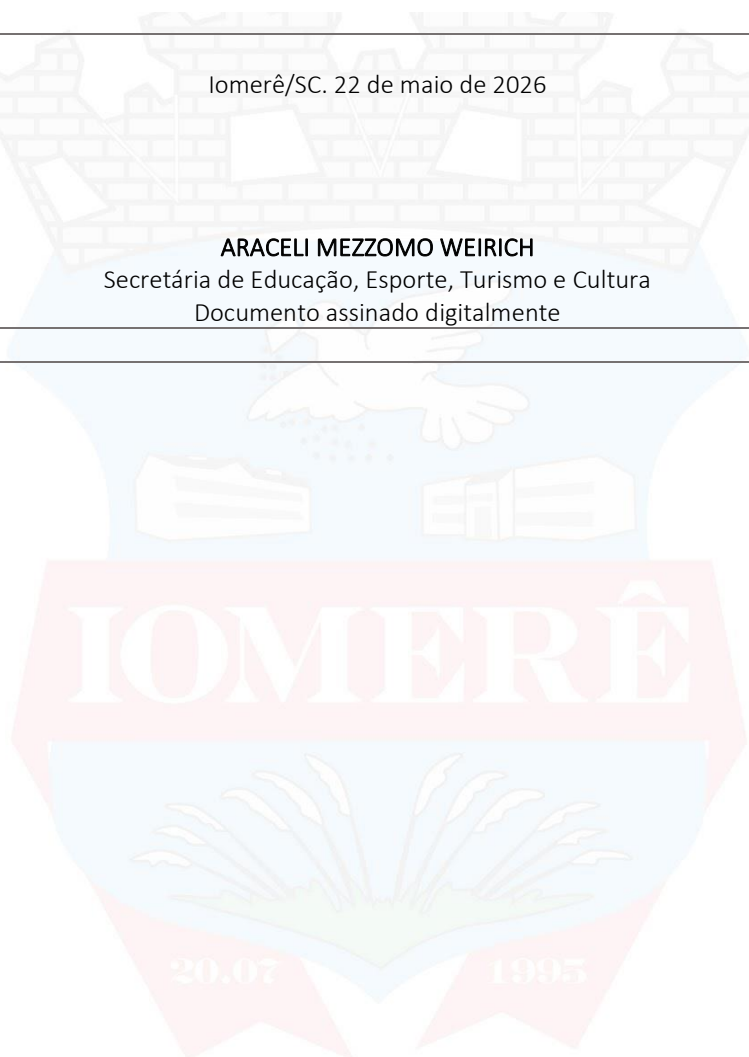 Iomerê/SC. 22 de maio de 2026
ARACELI MEZZOMO WEIRICH
Secretária de Educação, Esporte, Turismo e Cultura
Documento assinado digitalmente
IOMERÊ
20.07 1995